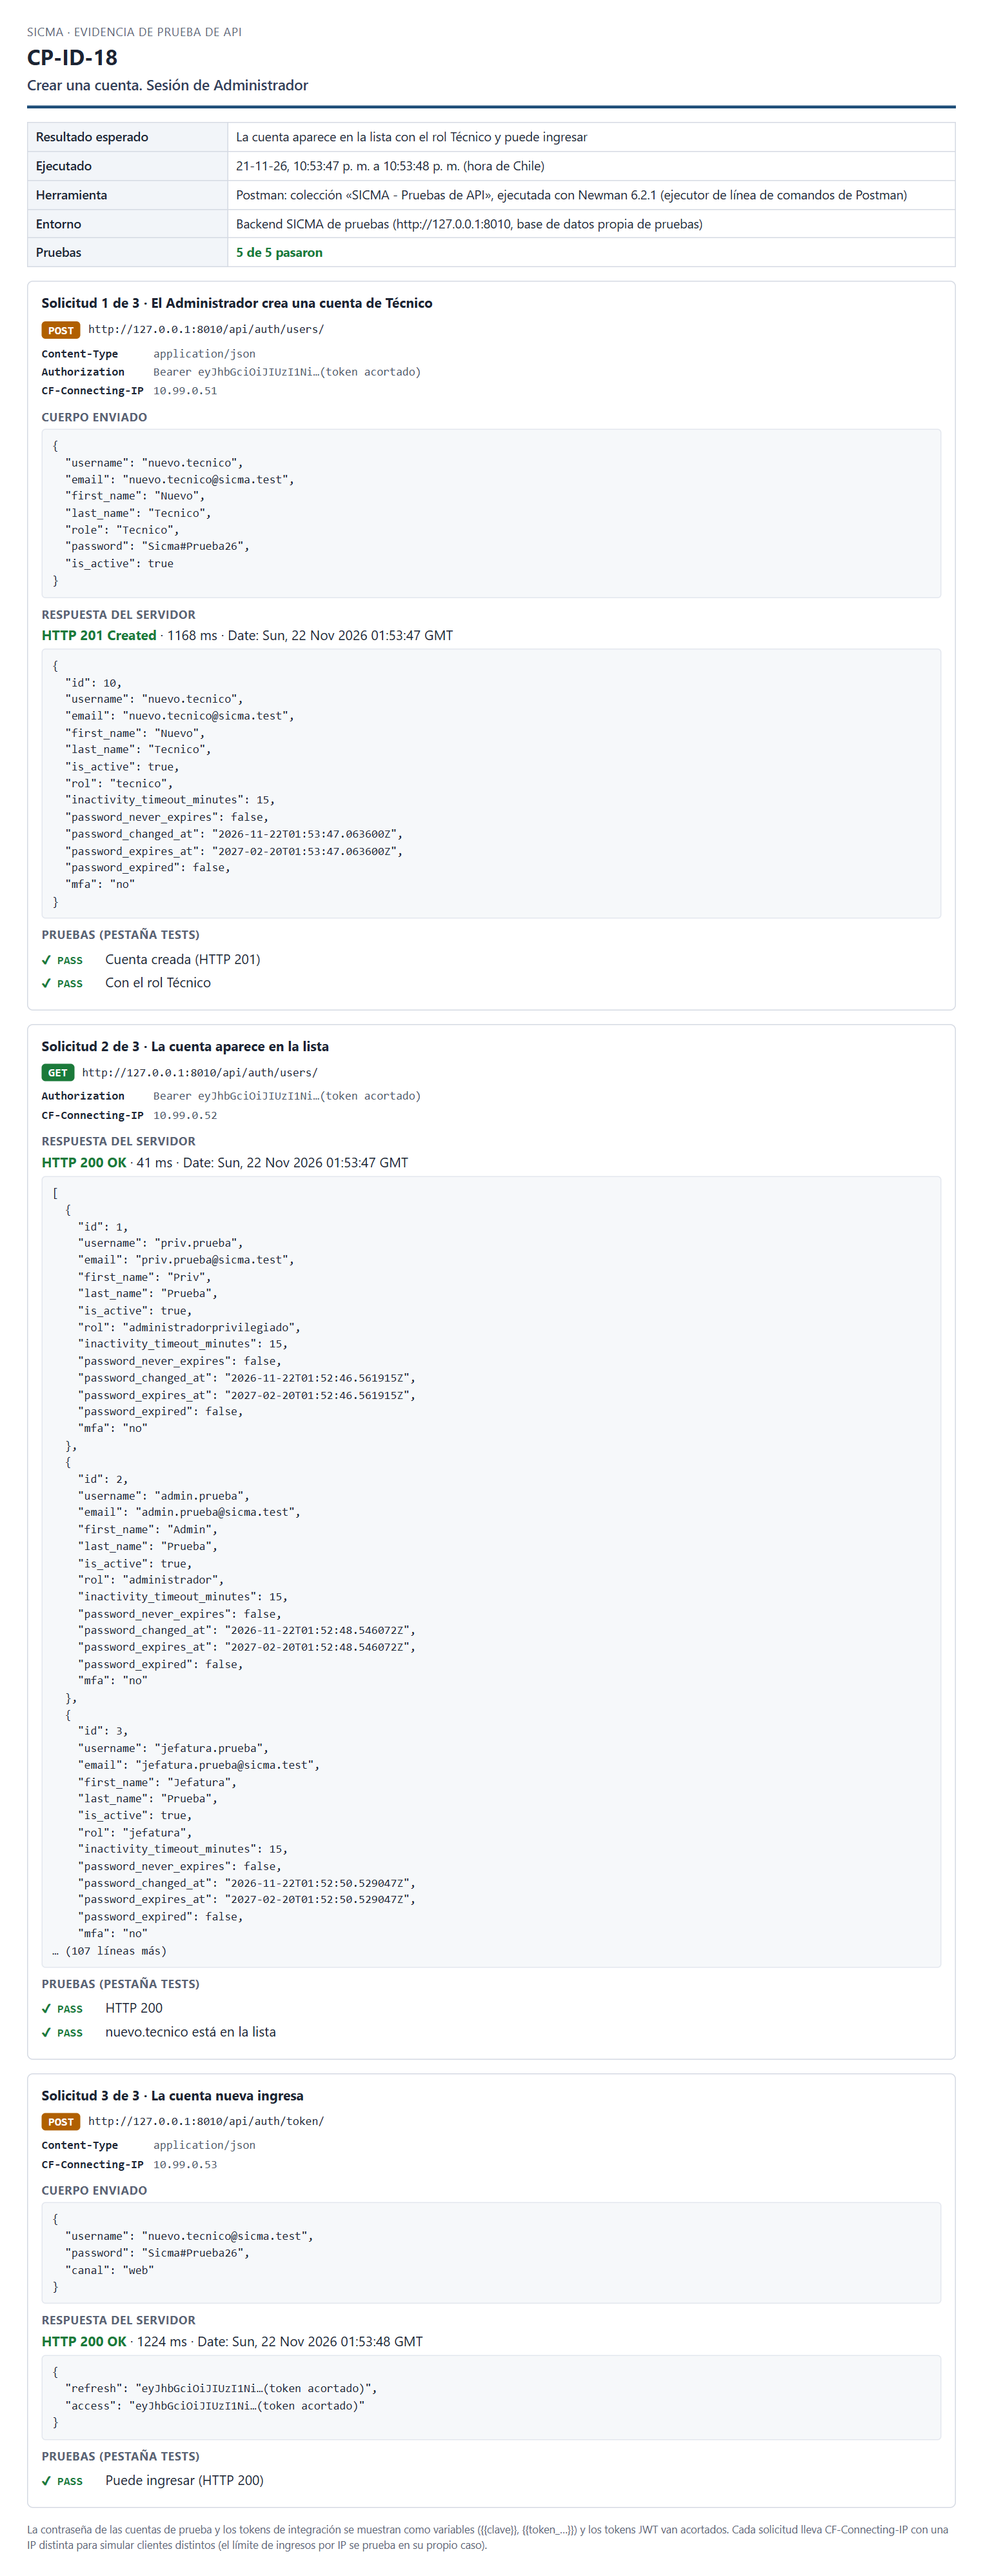 SICMA · EVIDENCIA DE PRUEBA DE API
CP-ID-18
Crear una cuenta. Sesión de Administrador
Resultado esperado La cuenta aparece en la lista con el rol Técnico y puede ingresar
Ejecutado 21-11-26, 10:53:47 p. m. a 10:53:48 p. m. (hora de Chile)
Herramienta Postman: colección «SICMA - Pruebas de API», ejecutada con Newman 6.2.1 (ejecutor de línea de comandos de Postman)
Entorno Backend SICMA de pruebas (http://127.0.0.1:8010, base de datos propia de pruebas)
Pruebas 5 de 5 pasaron
Solicitud 1 de 3 · El Administrador crea una cuenta de Técnico
POST http://127.0.0.1:8010/api/auth/users/
Content-Type application/json
Authorization Bearer eyJhbGciOiJIUzI1Ni…(token acortado)
CF-Connecting-IP 10.99.0.51
CUERPO ENVIADO
{
"username": "nuevo.tecnico",
"email": "nuevo.tecnico@sicma.test",
"first_name": "Nuevo",
"last_name": "Tecnico",
"role": "Tecnico",
"password": "Sicma#Prueba26",
"is_active": true
}
RESPUESTA DEL SERVIDOR
HTTP 201 Created · 1168 ms · Date: Sun, 22 Nov 2026 01:53:47 GMT
{
"id": 10,
"username": "nuevo.tecnico",
"email": "nuevo.tecnico@sicma.test",
"first_name": "Nuevo",
"last_name": "Tecnico",
"is_active": true,
"rol": "tecnico",
"inactivity_timeout_minutes": 15,
"password_never_expires": false,
"password_changed_at": "2026-11-22T01:53:47.063600Z",
"password_expires_at": "2027-02-20T01:53:47.063600Z",
"password_expired": false,
"mfa": "no"
}
PRUEBAS (PESTAÑA TESTS)
✔ PASS Cuenta creada (HTTP 201)
✔ PASS Con el rol Técnico
Solicitud 2 de 3 · La cuenta aparece en la lista
GET http://127.0.0.1:8010/api/auth/users/
Authorization Bearer eyJhbGciOiJIUzI1Ni…(token acortado)
CF-Connecting-IP 10.99.0.52
RESPUESTA DEL SERVIDOR
HTTP 200 OK · 41 ms · Date: Sun, 22 Nov 2026 01:53:47 GMT
[
{
"id": 1,
"username": "priv.prueba",
"email": "priv.prueba@sicma.test",
"first_name": "Priv",
"last_name": "Prueba",
"is_active": true,
"rol": "administradorprivilegiado",
"inactivity_timeout_minutes": 15,
"password_never_expires": false,
"password_changed_at": "2026-11-22T01:52:46.561915Z",
"password_expires_at": "2027-02-20T01:52:46.561915Z",
"password_expired": false,
"mfa": "no"
},
{
"id": 2,
"username": "admin.prueba",
"email": "admin.prueba@sicma.test",
"first_name": "Admin",
"last_name": "Prueba",
"is_active": true,
"rol": "administrador",
"inactivity_timeout_minutes": 15,
"password_never_expires": false,
"password_changed_at": "2026-11-22T01:52:48.546072Z",
"password_expires_at": "2027-02-20T01:52:48.546072Z",
"password_expired": false,
"mfa": "no"
},
{
"id": 3,
"username": "jefatura.prueba",
"email": "jefatura.prueba@sicma.test",
"first_name": "Jefatura",
"last_name": "Prueba",
"is_active": true,
"rol": "jefatura",
"inactivity_timeout_minutes": 15,
"password_never_expires": false,
"password_changed_at": "2026-11-22T01:52:50.529047Z",
"password_expires_at": "2027-02-20T01:52:50.529047Z",
"password_expired": false,
"mfa": "no"
… (107 líneas más)
PRUEBAS (PESTAÑA TESTS)
✔ PASS HTTP 200
✔ PASS nuevo.tecnico está en la lista
Solicitud 3 de 3 · La cuenta nueva ingresa
POST http://127.0.0.1:8010/api/auth/token/
Content-Type application/json
CF-Connecting-IP 10.99.0.53
CUERPO ENVIADO
{
"username": "nuevo.tecnico@sicma.test",
"password": "Sicma#Prueba26",
"canal": "web"
}
RESPUESTA DEL SERVIDOR
HTTP 200 OK · 1224 ms · Date: Sun, 22 Nov 2026 01:53:48 GMT
{
"refresh": "eyJhbGciOiJIUzI1Ni…(token acortado)",
"access": "eyJhbGciOiJIUzI1Ni…(token acortado)"
}
PRUEBAS (PESTAÑA TESTS)
✔ PASS Puede ingresar (HTTP 200)
La contraseña de las cuentas de prueba y los tokens de integración se muestran como variables ({{clave}}, {{token_…}}) y los tokens JWT van acortados. Cada solicitud lleva CF-Connecting-IP con una
IP distinta para simular clientes distintos (el límite de ingresos por IP se prueba en su propio caso).